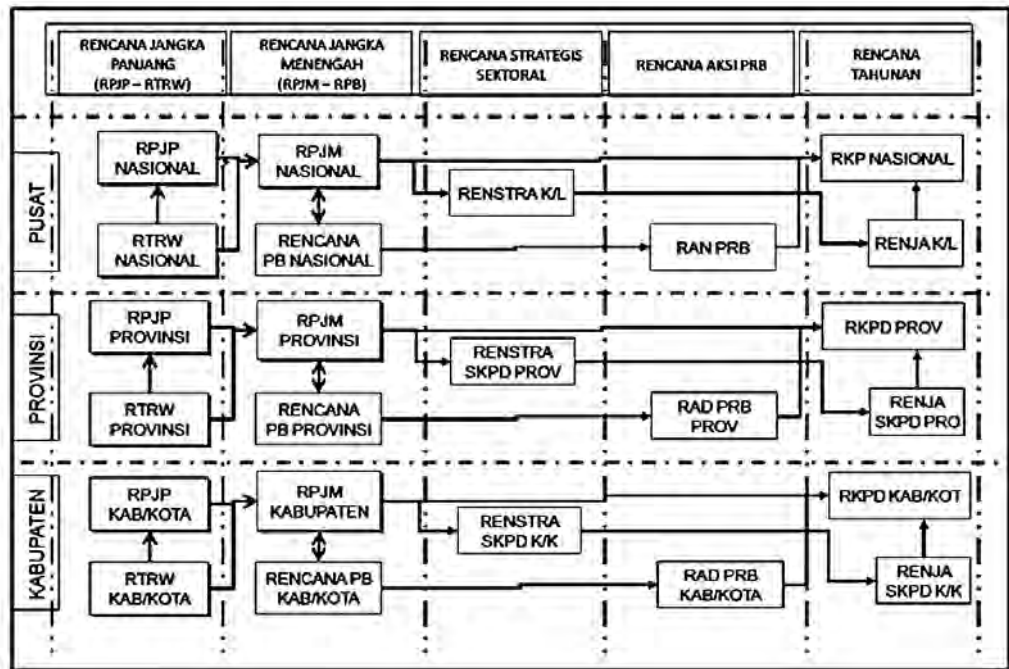 RENCANA JANGKA
PANJANG
(RPJP – RTRW)
RENCANA JANGKA
MENENGAH
(RPJM – RPB)
RENCANA STRATEGIS
SEKTORAL
RENCANA AKSI PRB
RENCANA
TAHUNAN
PUSAT
RPJP
NASIONAL
RPJM
NASIONAL
RENSTRA K/L
RKP NASIONAL
RTRW
NASIONAL
RENCANA
PB NASIONAL
RAN PRB
RENJA K/L
PROVINSI
RPJP
PROVINSI
RPJM
PROVINSI
RENSTRA
SKPD PROV
RKPD PROV
RTRW
PROVINSI
RENCANA
PB PROVINSI
RAD PRB
PROV
RENJA
SKPD PRO
KABUPATEN
RPJP
KAB/KOTA
RPJM
KABUPATEN
RENSTRA
SKPD K/K
RKPD KAB/KOT
RTRW
KAB/KOTA
RENCANA PB
KAB/KOTA
RAD PRB
KAB/KOTA
RENJA
SKPD K/K